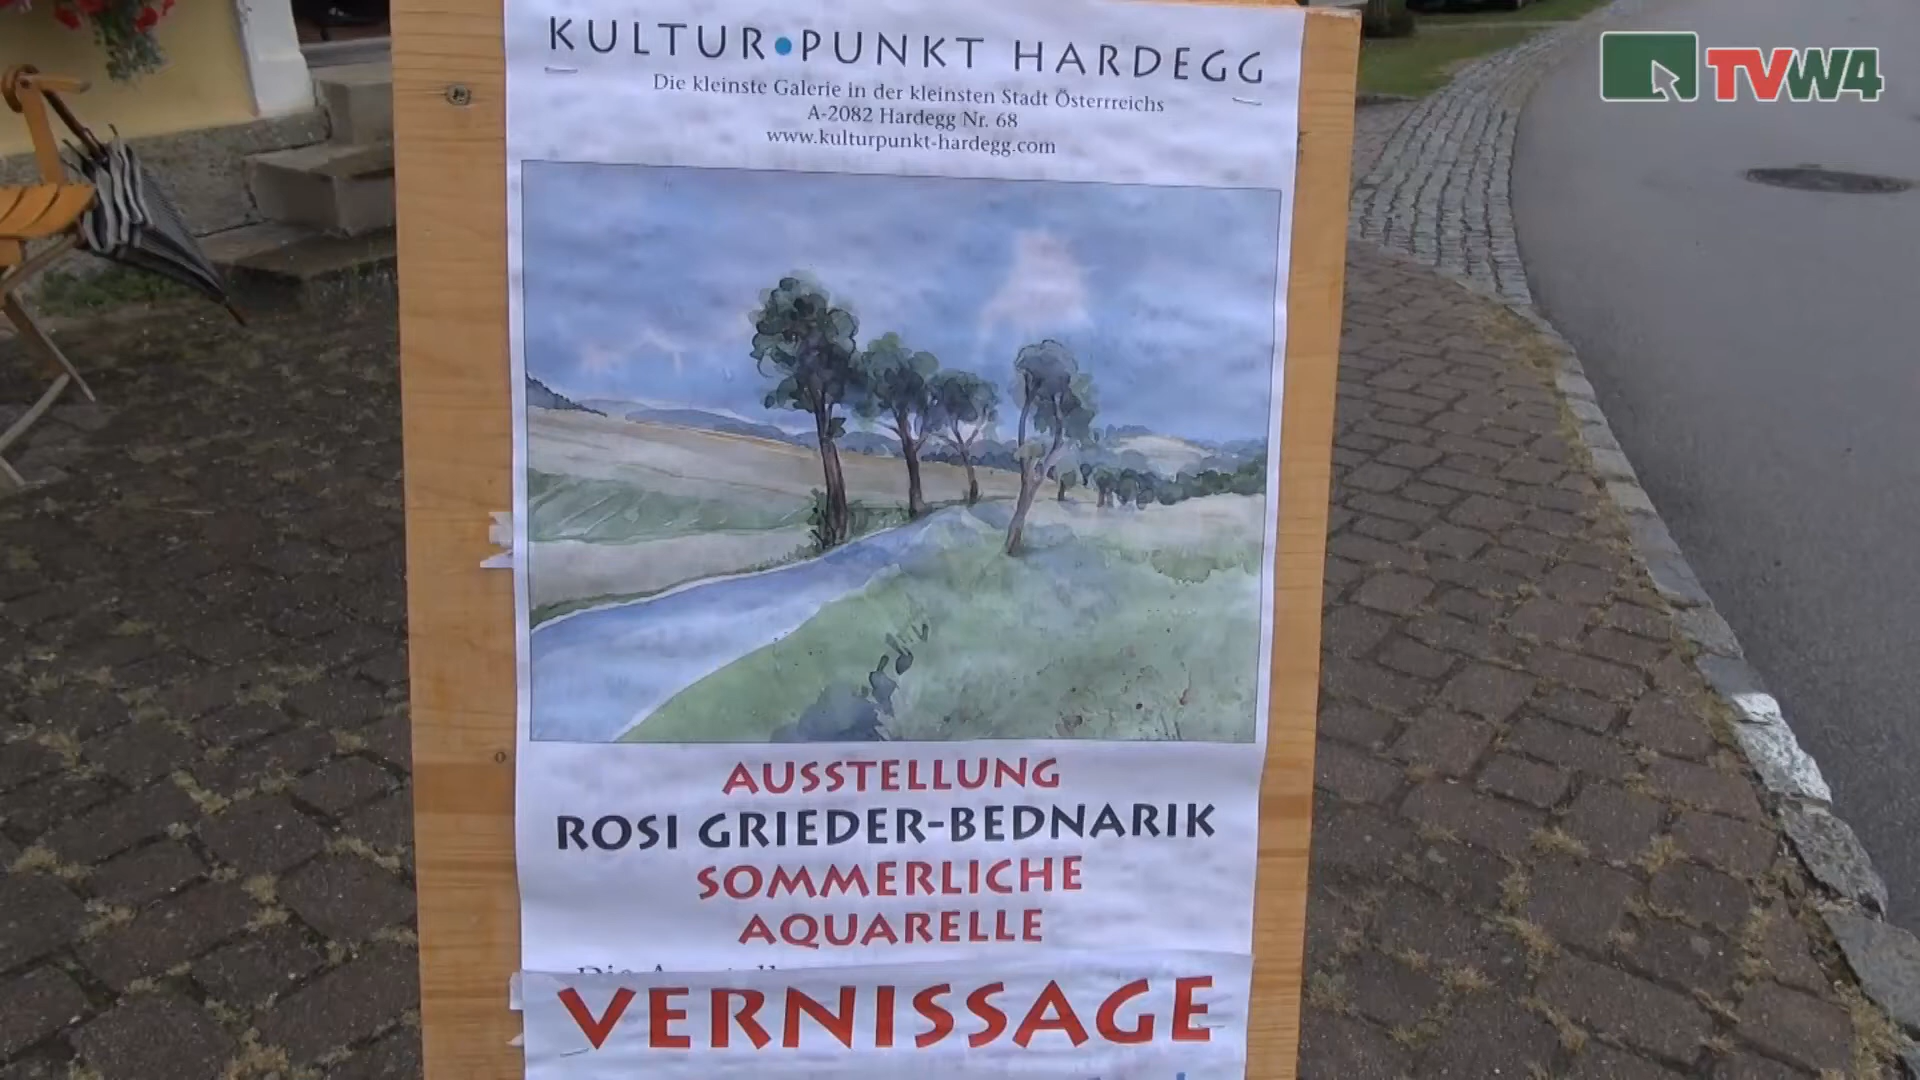 KULTUR•PUNKT HARDEGG
Die kleinste Galerie in der kleinsten Stadt Österrreichs
A-2082 Hardegg Nr. 68
www.kulturpunkt-hardegg.com
AUSSTELLUNG
ROSI GRIEDER-BEDNARIK
SOMMERLICHE
AQUARELLE
VERNISSAGE
TVW4